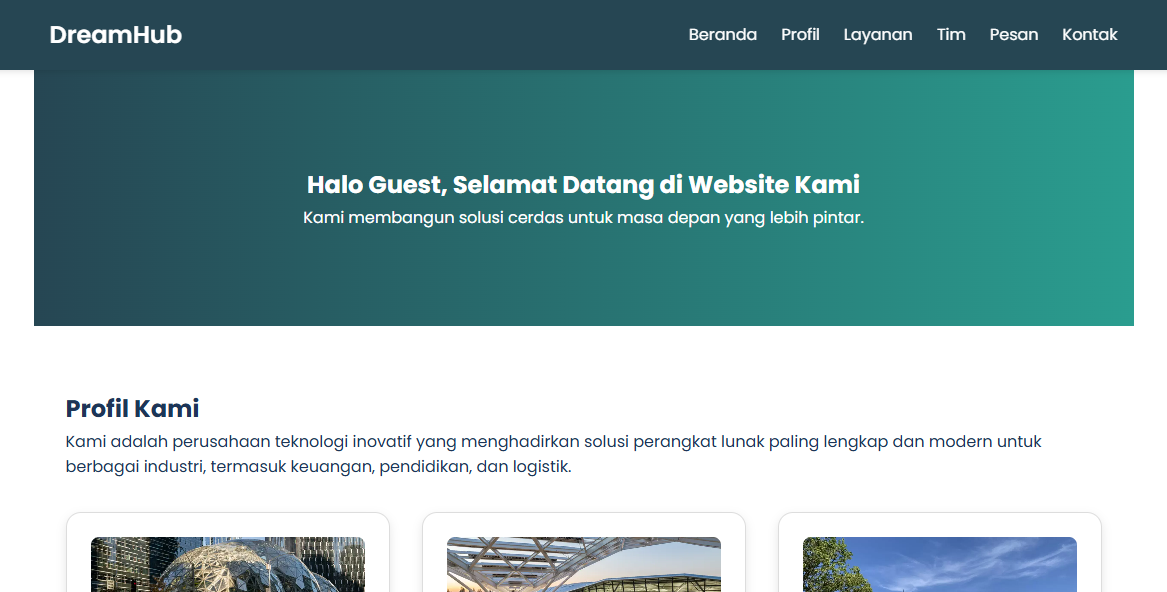 DreamHub
Beranda Profil Layanan Tim Pesan Kontak
Halo Guest, Selamat Datang di Website Kami
Kami membangun solusi cerdas untuk masa depan yang lebih pintar.
Profil Kami
Kami adalah perusahaan teknologi inovatif yang menghadirkan solusi perangkat lunak paling lengkap dan modern untuk
berbagai industri, termasuk keuangan, pendidikan, dan logistik.